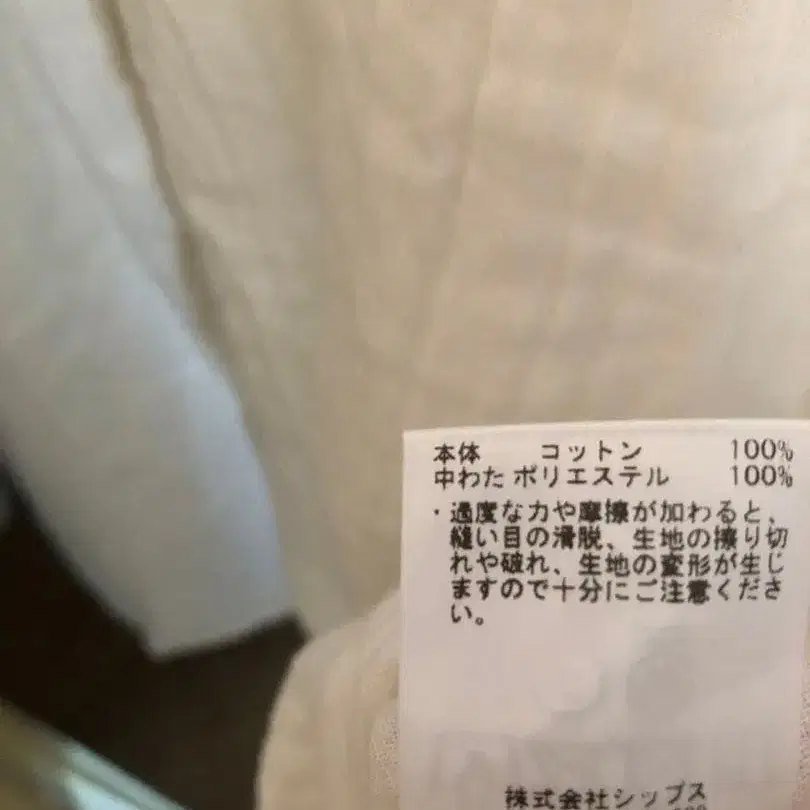 本体 コットン 100%
中わた ポリエステル 100%
・過度な力や摩擦が加わると、
縫い目の滑脱、生地の擦り切
れや破れ、生地の変形が生じ
ますので十分にご注意くださ
い。
株式会社シップス